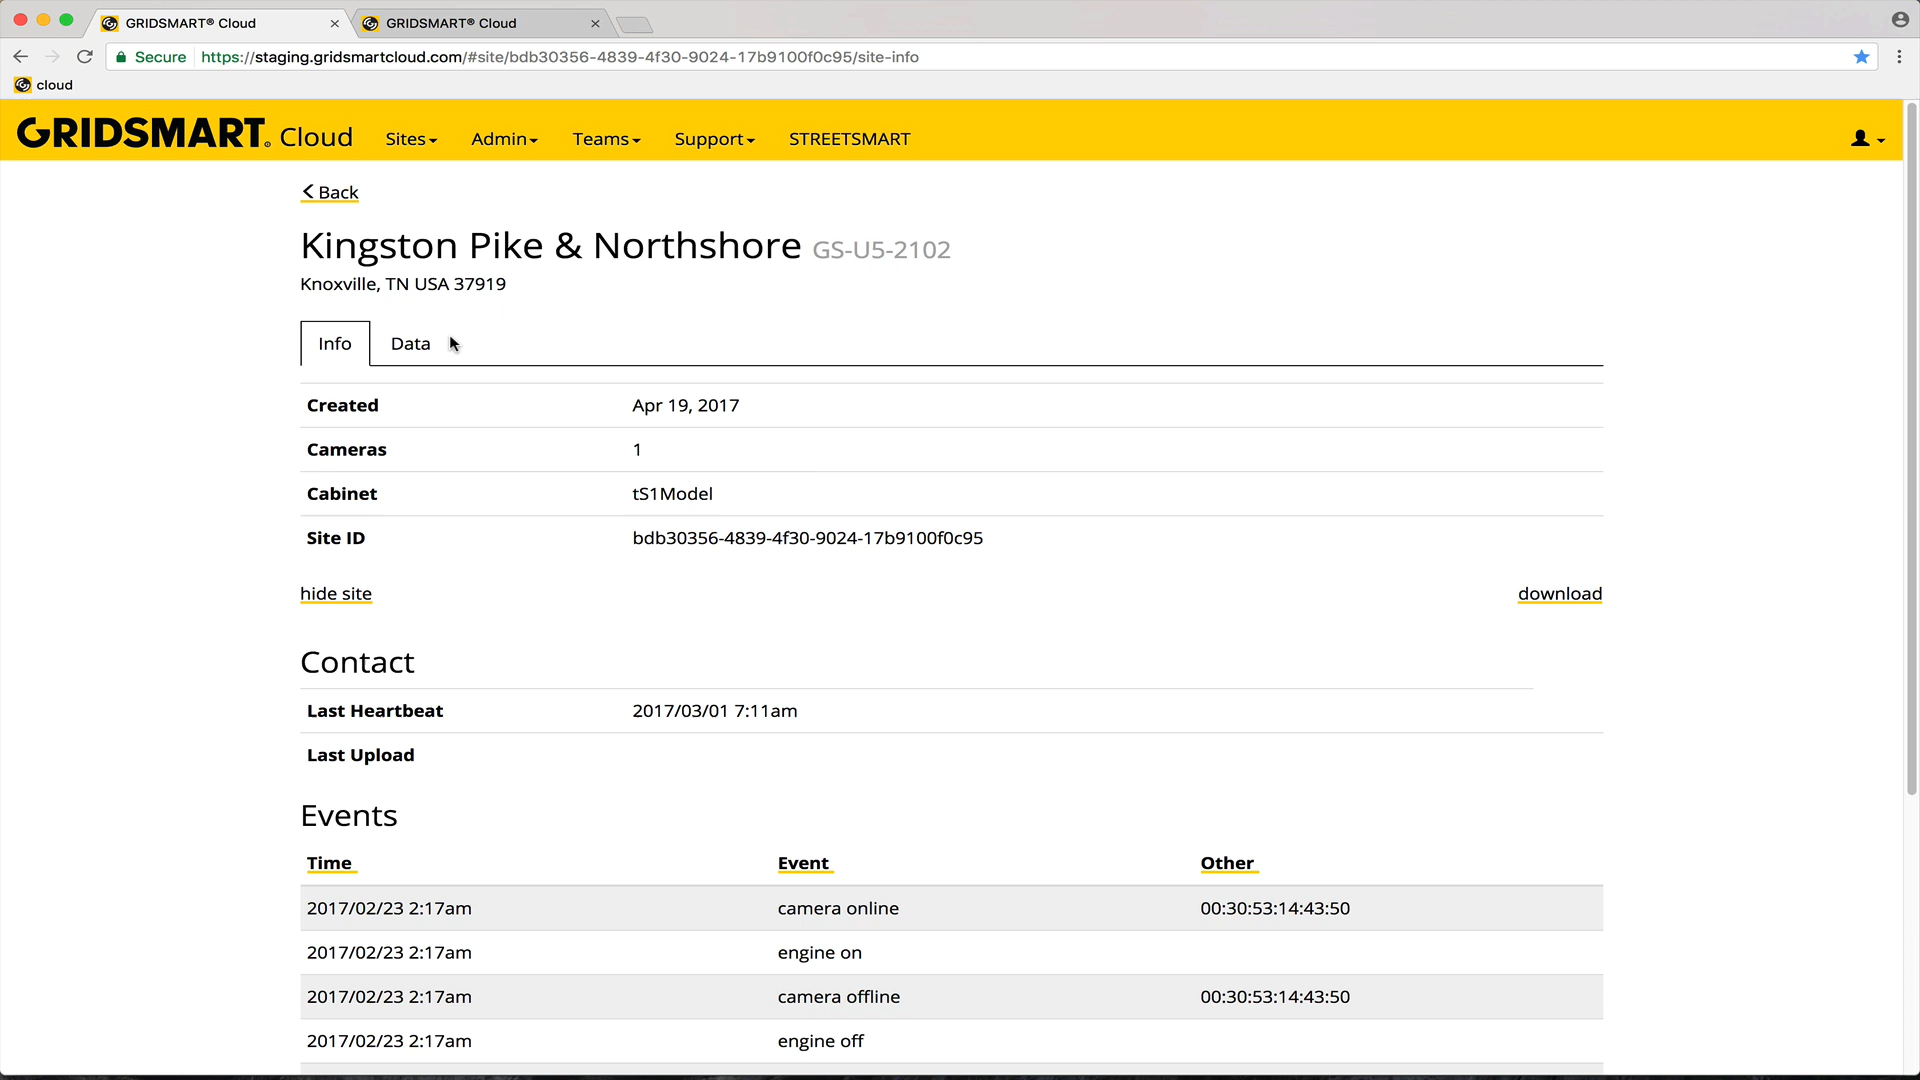 GRIDSMART® Cloud
GRIDSMART® Cloud
Secure https://staging.gridsmartcloud.com/#site/bdb30356-4839-4f30-9024-17b9100f0c95/site-info
cloud
GRIDSMART® Cloud Sites Admin Teams Support STREETSMART
Back
Kingston Pike & Northshore GS-U5-2102
Knoxville, TN USA 37919
Info Data
Created Apr 19, 2017
Cameras 1
Cabinet tS1Model
Site ID bdb30356-4839-4f30-9024-17b9100f0c95
hide site download
Contact
Last Heartbeat 2017/03/01 7:11am
Last Upload
Events
Time Event Other
2017/02/23 2:17am camera online 00:30:53:14:43:50
2017/02/23 2:17am engine on
2017/02/23 2:17am camera offline 00:30:53:14:43:50
2017/02/23 2:17am engine off